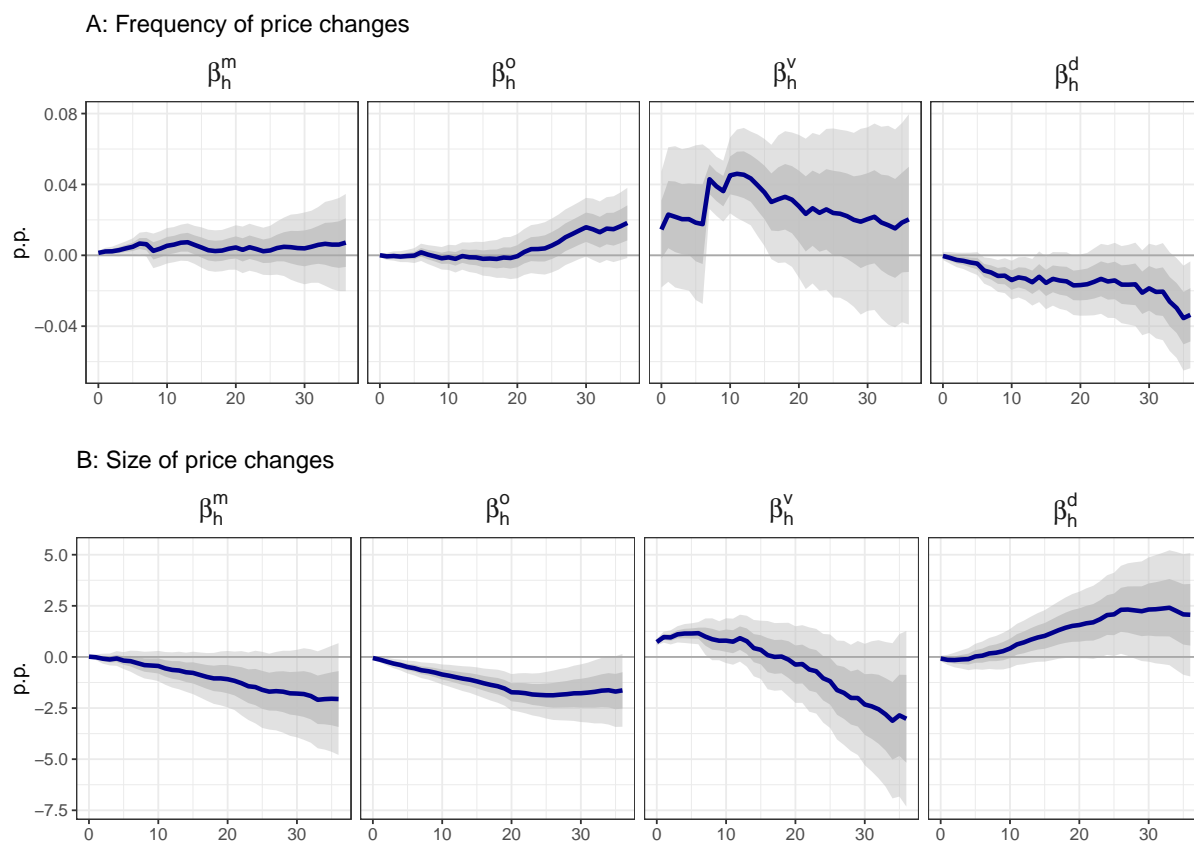 A: Frequency of price changes
β_h^m β_h^o β_h^v β_h^d
0.08
0.04
0.00
−0.04
p.p.
0 10 20 30 0 10 20 30 0 10 20 30 0 10 20 30
B: Size of price changes
β_h^m β_h^o β_h^v β_h^d
5.0
2.5
0.0
−2.5
−5.0
−7.5
p.p.
0 10 20 30 0 10 20 30 0 10 20 30 0 10 20 30